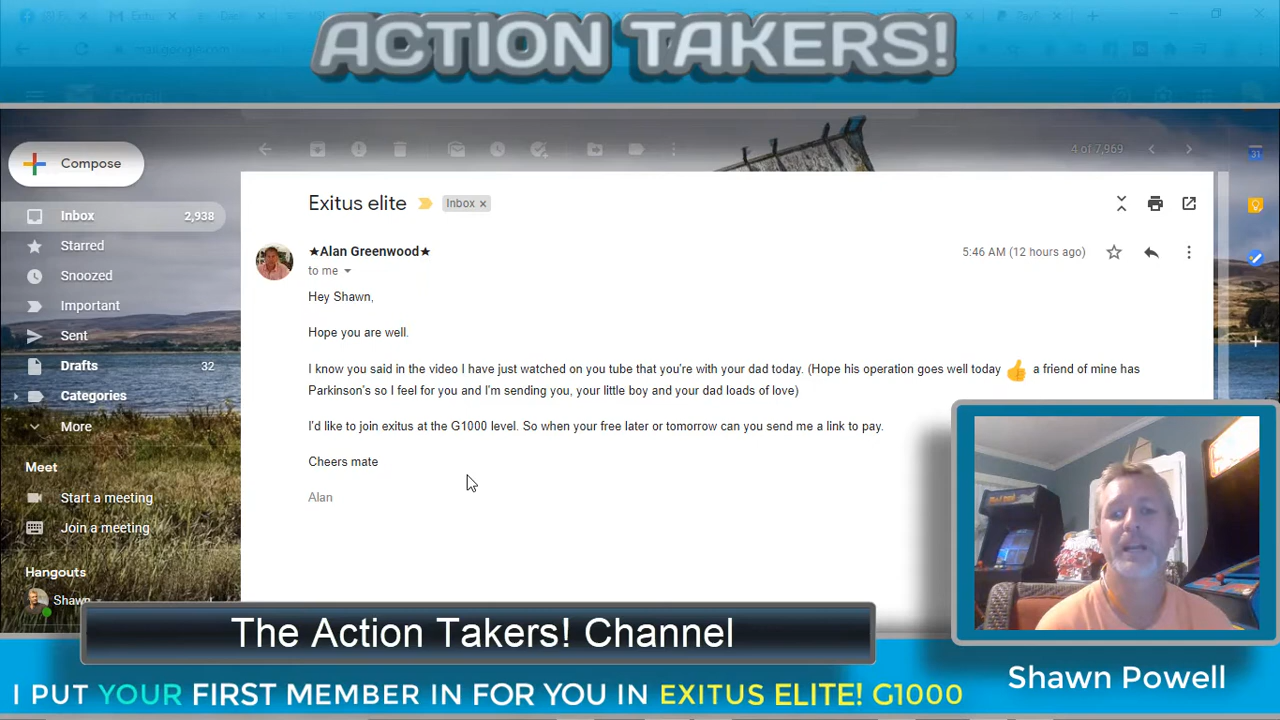 ACTION TAKERS!
Compose
4 of 7,969
Inbox 2,938
Starred
Snoozed
Important
Sent
Drafts 32
Categories
More
Meet
Start a meeting
Join a meeting
Hangouts
Shawn
Exitus elite Inbox ×
★Alan Greenwood★ 5:46 AM (12 hours ago)
to me
Hey Shawn,
Hope you are well.
I know you said in the video I have just watched on you tube that you're with your dad today. (Hope his operation goes well today 👍 a friend of mine has
Parkinson's so I feel for you and I'm sending you, your little boy and your dad loads of love)
I'd like to join exitus at the G1000 level. So when your free later or tomorrow can you send me a link to pay.
Cheers mate
Alan
31
The Action Takers! Channel
Shawn Powell
I PUT YOUR FIRST MEMBER IN FOR YOU IN EXITUS ELITE! G1000